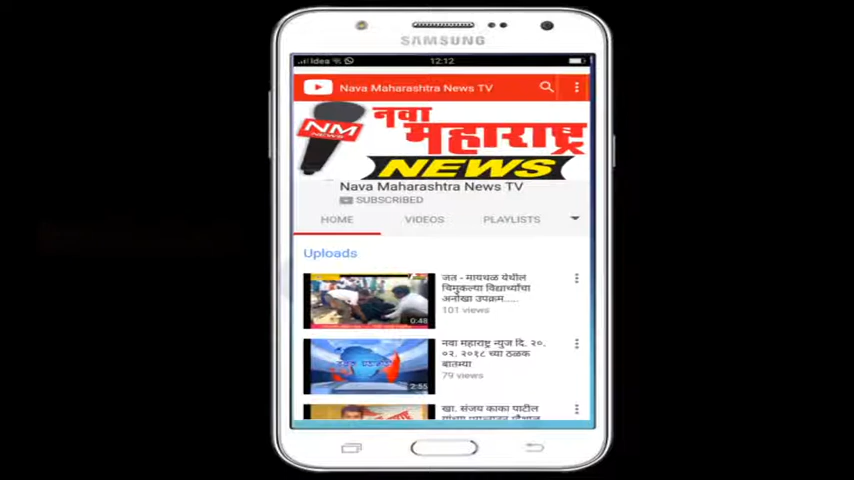 SAMSUNG
Idea
12:12
Nava Maharashtra News TV
NM
NEWS
नवा
महाराष्ट्र
NEWS
Nava Maharashtra News TV
SUBSCRIBED
HOME VIDEOS PLAYLISTS
Uploads
जत - मायथळ येथील
चिमुकल्या विद्यार्थ्यांचा
अनोखा उपक्रम.....
101 views
0:48
नवा महाराष्ट्र न्युज दि. २०.
०२. २०१८ च्या ठळक
बातम्या
79 views
2:55
खा. संजय काका पाटील